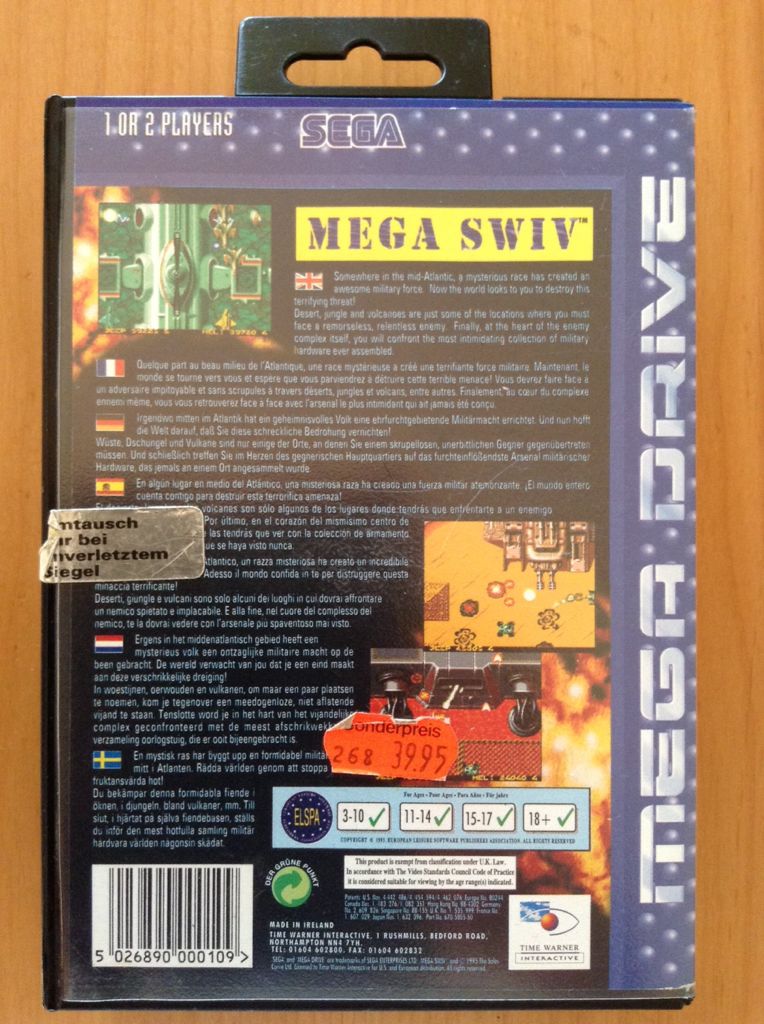 1 OR 2 PLAYERS
SEGA
MEGA DRIVE
MEGA SWIV™
Somewhere in the mid-Atlantic, a mysterious race has created an
awesome military force. Now the world looks to you to destroy this
terrifying threat!
Desert, jungle and volcanoes are just some of the locations where you must
face a remorseless, relentless enemy. Finally, at the heart of the enemy
complex itself, you will confront the most intimidating collection of military
hardware ever assembled.
Quelque part au beau milieu de l'Atlantique, une race mystérieuse a créé une terrifiante force militaire. Maintenant, le
monde se tourne vers vous et espère que vous parviendrez à détruire cette terrible menace! Vous devrez faire face à
un adversaire impitoyable et sans scrupules à travers déserts, jungles et volcans, entre autres. Finalement, au cœur du complexe
ennemi même, vous vous retrouverez face à face avec l'arsenal le plus intimidant qui ait jamais été conçu.
Irgendwo mitten im Atlantik hat ein geheimnisvolles Volk eine ehrfurchtgebietende Militärmacht errichtet. Und nun hofft
die Welt darauf, daß Sie diese schreckliche Bedrohung vernichten!
Wüste, Dschungel und Vulkane sind nur einige der Orte, an denen Sie einem skrupellosen, unerbittlichen Gegner gegenübertreten
müssen. Und schließlich treffen Sie im Herzen des gegnerischen Hauptquartiers auf das furchteinflößendste Arsenal militärischer
Hardware, das jemals an einem Ort angesammelt wurde.
En algún lugar en medio del Atlántico, una misteriosa raza ha creado una fuerza militar atemorizante. ¡El mundo entero
cuenta contigo para destruir esta terrorífica amenaza!
volcanes son sólo algunos de los lugares donde tendrás que enfrentarte a un enemigo
Por último, en el corazón del mismísimo centro de
las tendrás que ver con la colección de armamento
que se haya visto nunca.
Atlantico, un razza misteriosa ha creato un incredibile
Adesso il mondo confida in te per distruggere questa
minaccia terrificante!
Deserti, giungle e vulcani sono solo alcuni dei luoghi in cui dovrai affrontare
un nemico spietato e implacabile. E alla fine, nel cuore del complesso del
nemico, te la dovrai vedere con l'arsenale più spaventoso mai visto.
Ergens in het middenatlantisch gebied heeft een
mysterieus volk een ontzaglijke militaire macht op de
been gebracht. De wereld verwacht van jou dat je een eind maakt
aan deze verschrikkelijke dreiging!
In woestijnen, oerwouden en vulkanen, om maar een paar plaatsen
te noemen, kom je tegenover een meedogenloze, niet aflatende
vijand te staan. Tenslotte word je in het hart van het vijandelijk
complex geconfronteerd met de meest afschrikwek
verzameling oorlogstuig, die er ooit bijeengebracht is.
En mystisk ras har byggt upp en formidabel milit
mitt i Atlanten. Rädda världen genom att stoppa
fruktansvärda hot!
Du bekämpar denna formidabla fiende i
öknen, i djungeln, bland vulkaner, mm. Till
slut, i hjärtat på själva fiendebasen, ställs
du inför den mest hotfulla samling militär
hårdvara världen någonsin skådat.
mtausch
ur bei
nverletztem
Siegel
Sonderpreis
268 39.95
For Ages - Pour Ages - Para Años - Für jahre
ELSPA
3-10
11-14
15-17
18+
COPYRIGHT © 1993. EUROPEAN LEISURE SOFTWARE PUBLISHERS ASSOCIATION. ALL RIGHTS RESERVED
This product is exempt from classification under U.K. Law.
In accordance with The Video Standards Council Code of Practice
it is considered suitable for viewing by the age range(s) indicated.
DER GRÜNE PUNKT
MADE IN IRELAND
TIME WARNER INTERACTIVE, 1 RUSHMILLS, BEDFORD ROAD,
NORTHAMPTON NN4 7YH.
TEL: 01604 602800. FAX: 01604 602832
TIME WARNER
INTERACTIVE
5 026890 000109 >